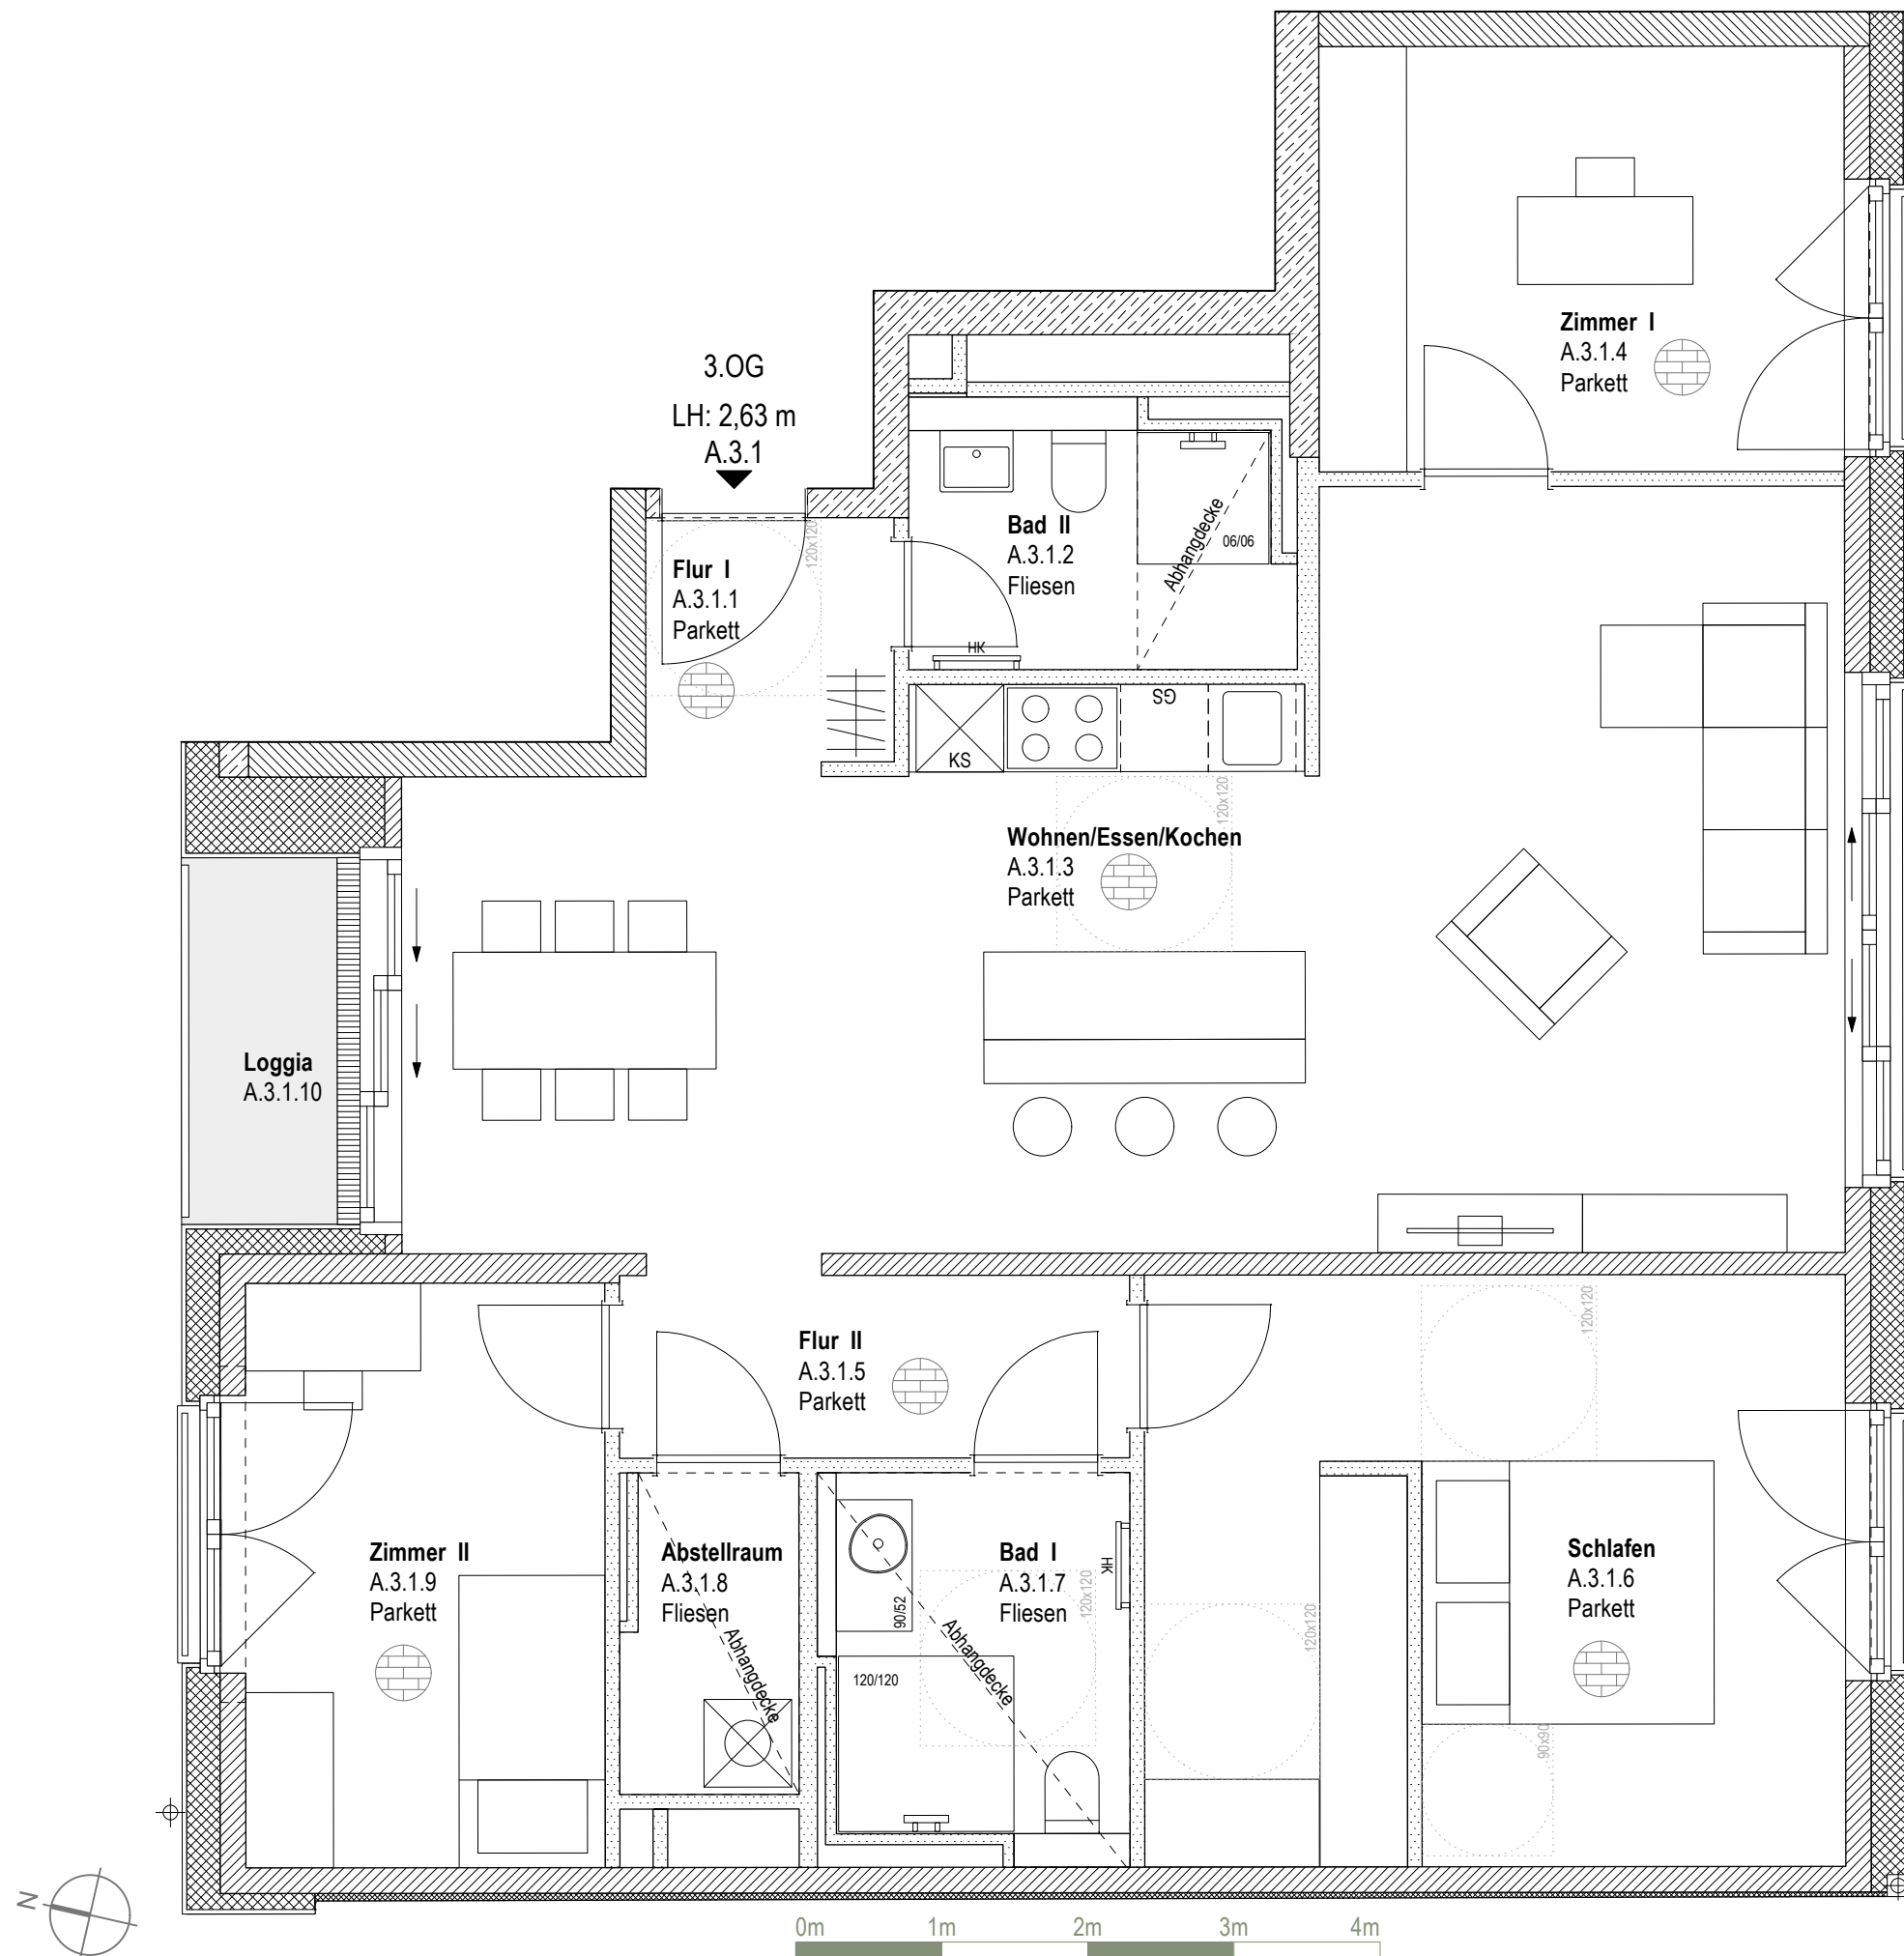 3.OG
LH: 2,63 m
A.3.1
Zimmer I
A.3.1.4
Parkett
Bad II
A.3.1.2
Fliesen
Abhangdecke
06/06
HK
Flur I
A.3.1.1
Parkett
120x120
KS
GS
120x120
Wohnen/Essen/Kochen
A.3.1.3
Parkett
Loggia
A.3.1.10
Flur II
A.3.1.5
Parkett
120x120
Zimmer II
A.3.1.9
Parkett
Abstellraum
A.3.1.8
Fliesen
Abhangdecke
90/52
Bad I
A.3.1.7
Fliesen
HK
120x120
Abhangdecke
120/120
120x120
Schlafen
A.3.1.6
Parkett
90x90
N
0m 1m 2m 3m 4m